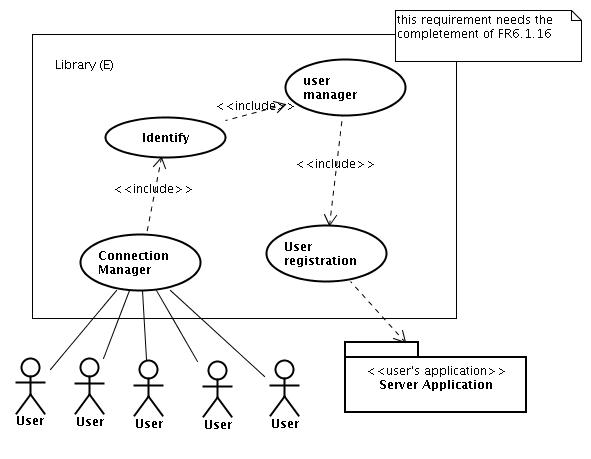 this requirement needs the
completement of FR6.1.16
Library (E)
user
manager
<<include>>
Identify
<<include>>
<<include>>
User
registration
Connection
Manager
<<user's application>>
Server Application
User
User
User
User
User